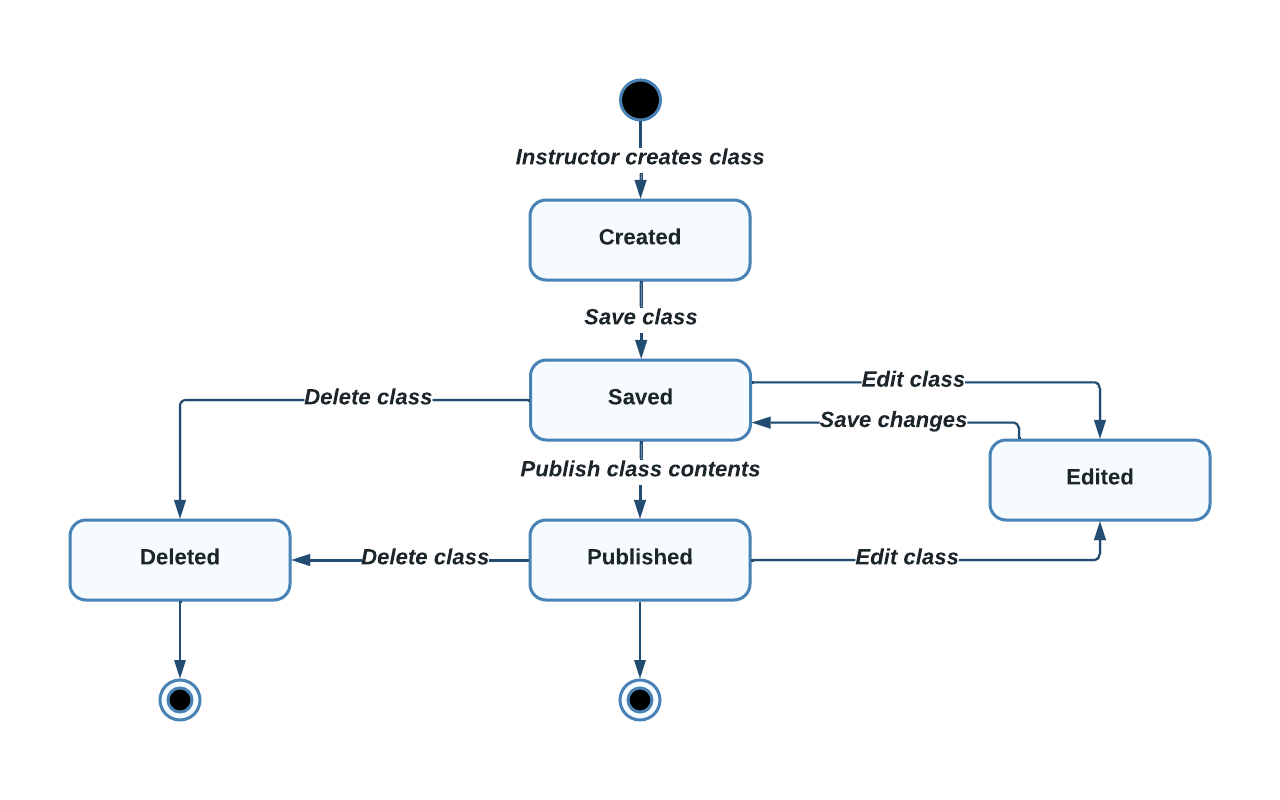 Instructor creates class
Created
Save class
Saved
Edit class
Delete class
Save changes
Publish class contents
Edited
Deleted
Delete class
Published
Edit class